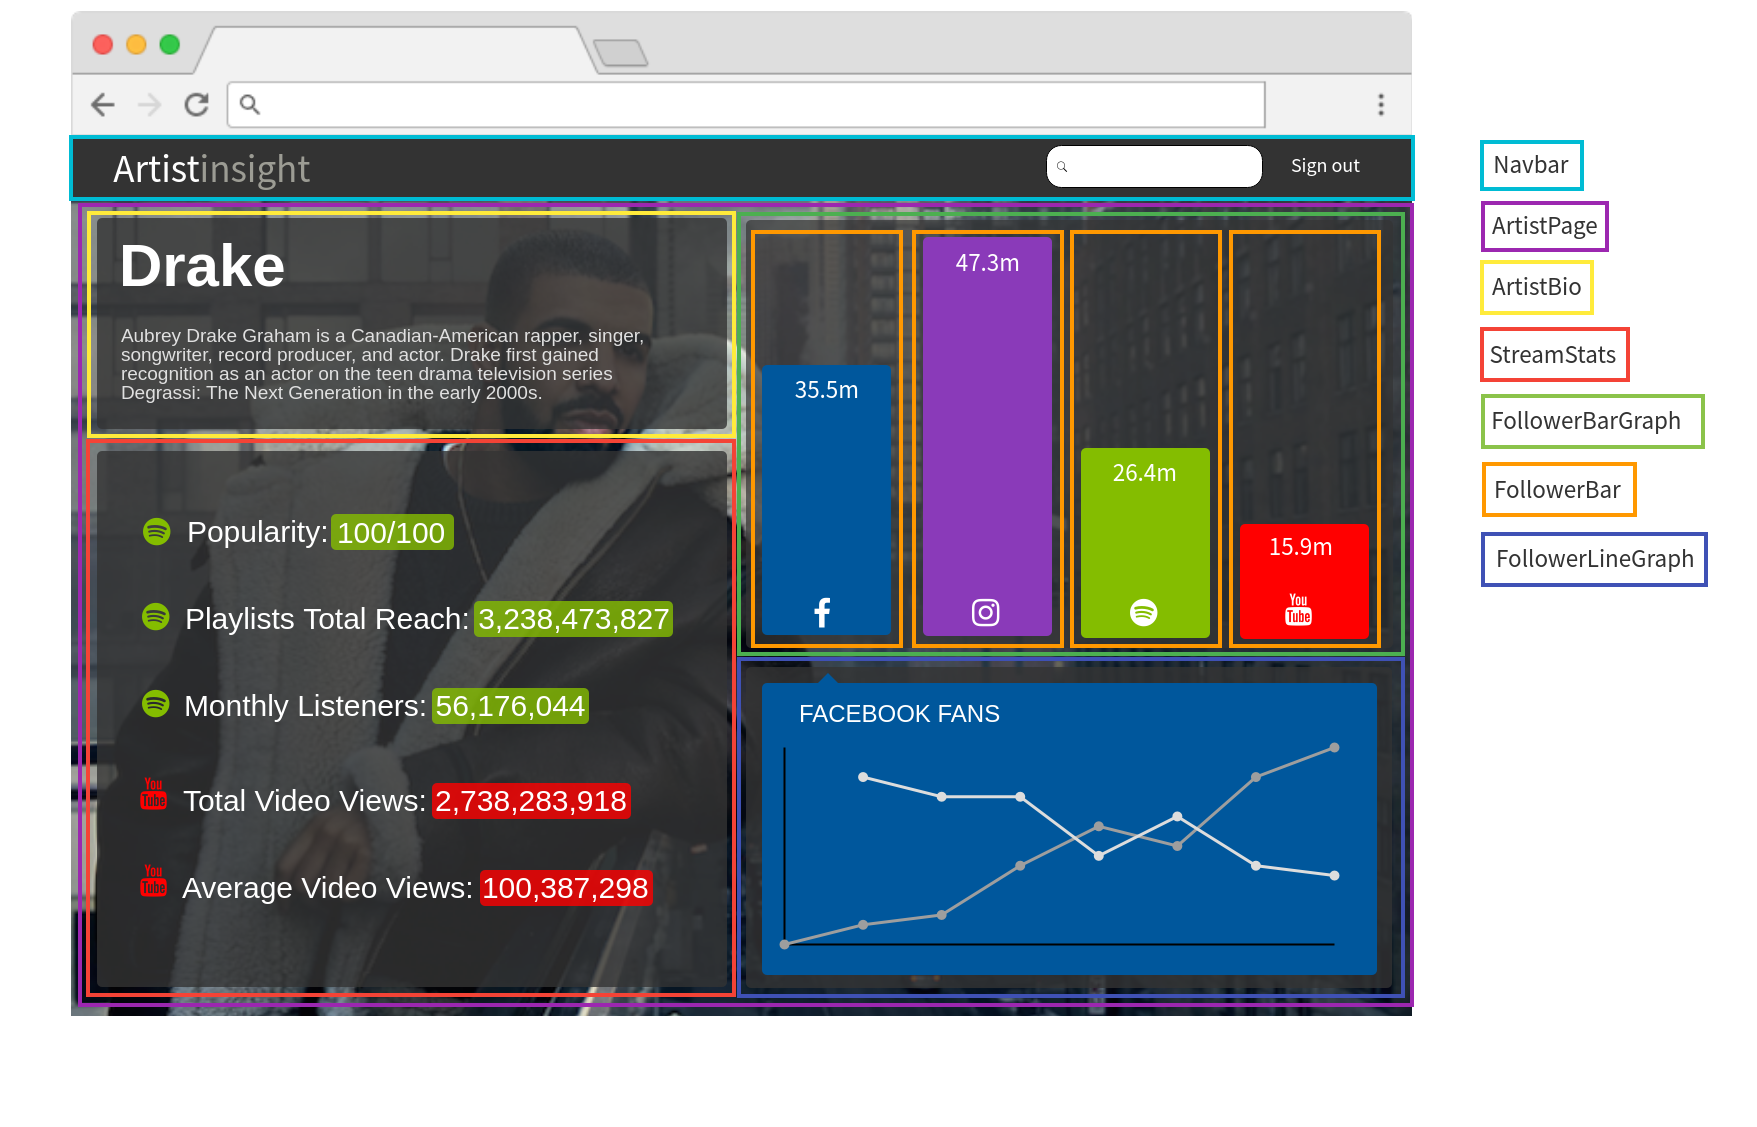 Artistinsight
Sign out
Drake
Aubrey Drake Graham is a Canadian-American rapper, singer,
songwriter, record producer, and actor. Drake first gained
recognition as an actor on the teen drama television series
Degrassi: The Next Generation in the early 2000s.
Popularity: 100/100
Playlists Total Reach: 3,238,473,827
Monthly Listeners: 56,176,044
You
Tube
Total Video Views: 2,738,283,918
You
Tube
Average Video Views: 100,387,298
35.5m
47.3m
26.4m
15.9m
You
Tube
FACEBOOK FANS
Navbar
ArtistPage
ArtistBio
StreamStats
FollowerBarGraph
FollowerBar
FollowerLineGraph